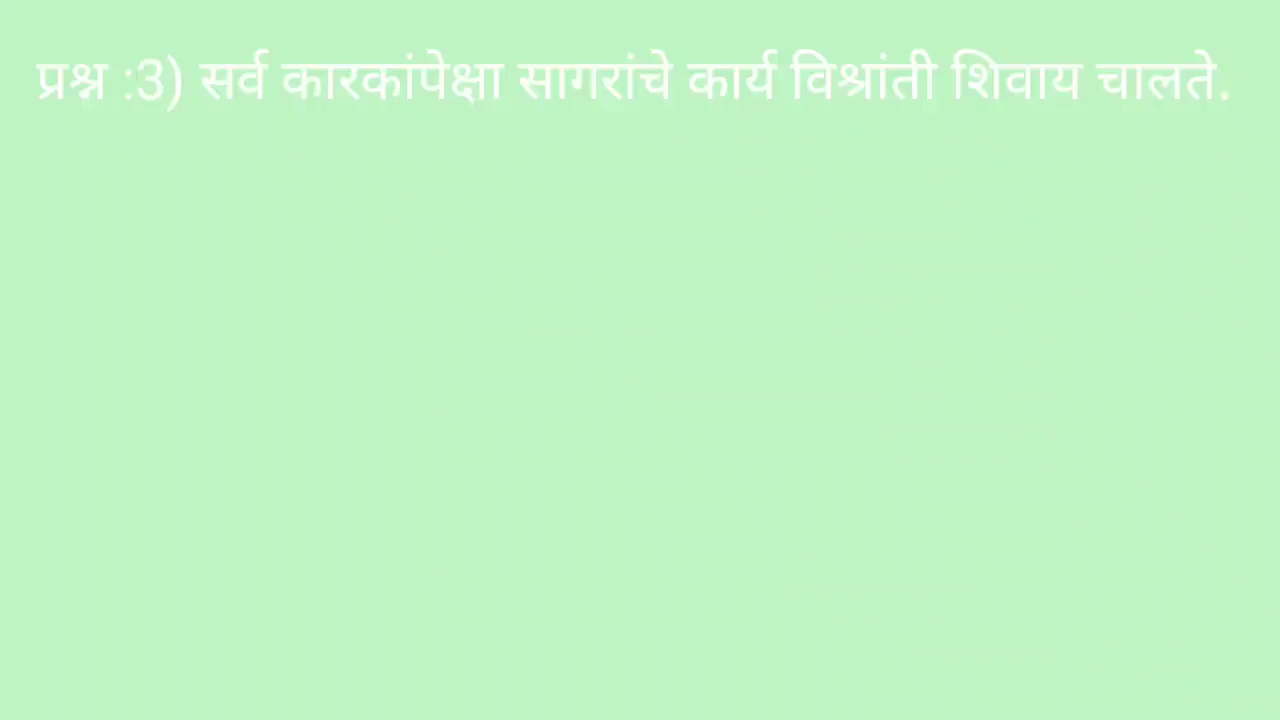 प्रश्न :3) सर्व कारकांपेक्षा सागरांचे कार्य विश्रांती शिवाय चालते.